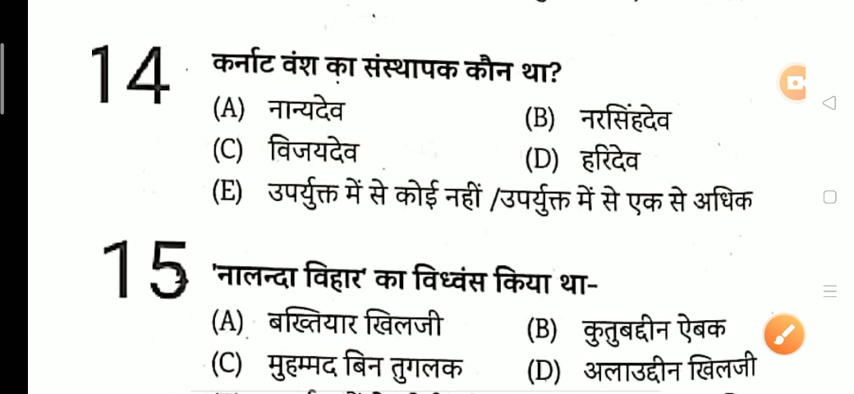 14 कर्नाट वंश का संस्थापक कौन था?
(A) नान्यदेव (B) नरसिंहदेव
(C) विजयदेव (D) हरिदेव
(E) उपर्युक्त में से कोई नहीं /उपर्युक्त में से एक से अधिक
15 'नालन्दा विहार' का विध्वंस किया था-
(A) बख्तियार खिलजी (B) कुतुबद्दीन ऐबक
(C) मुहम्मद बिन तुगलक (D) अलाउद्दीन खिलजी